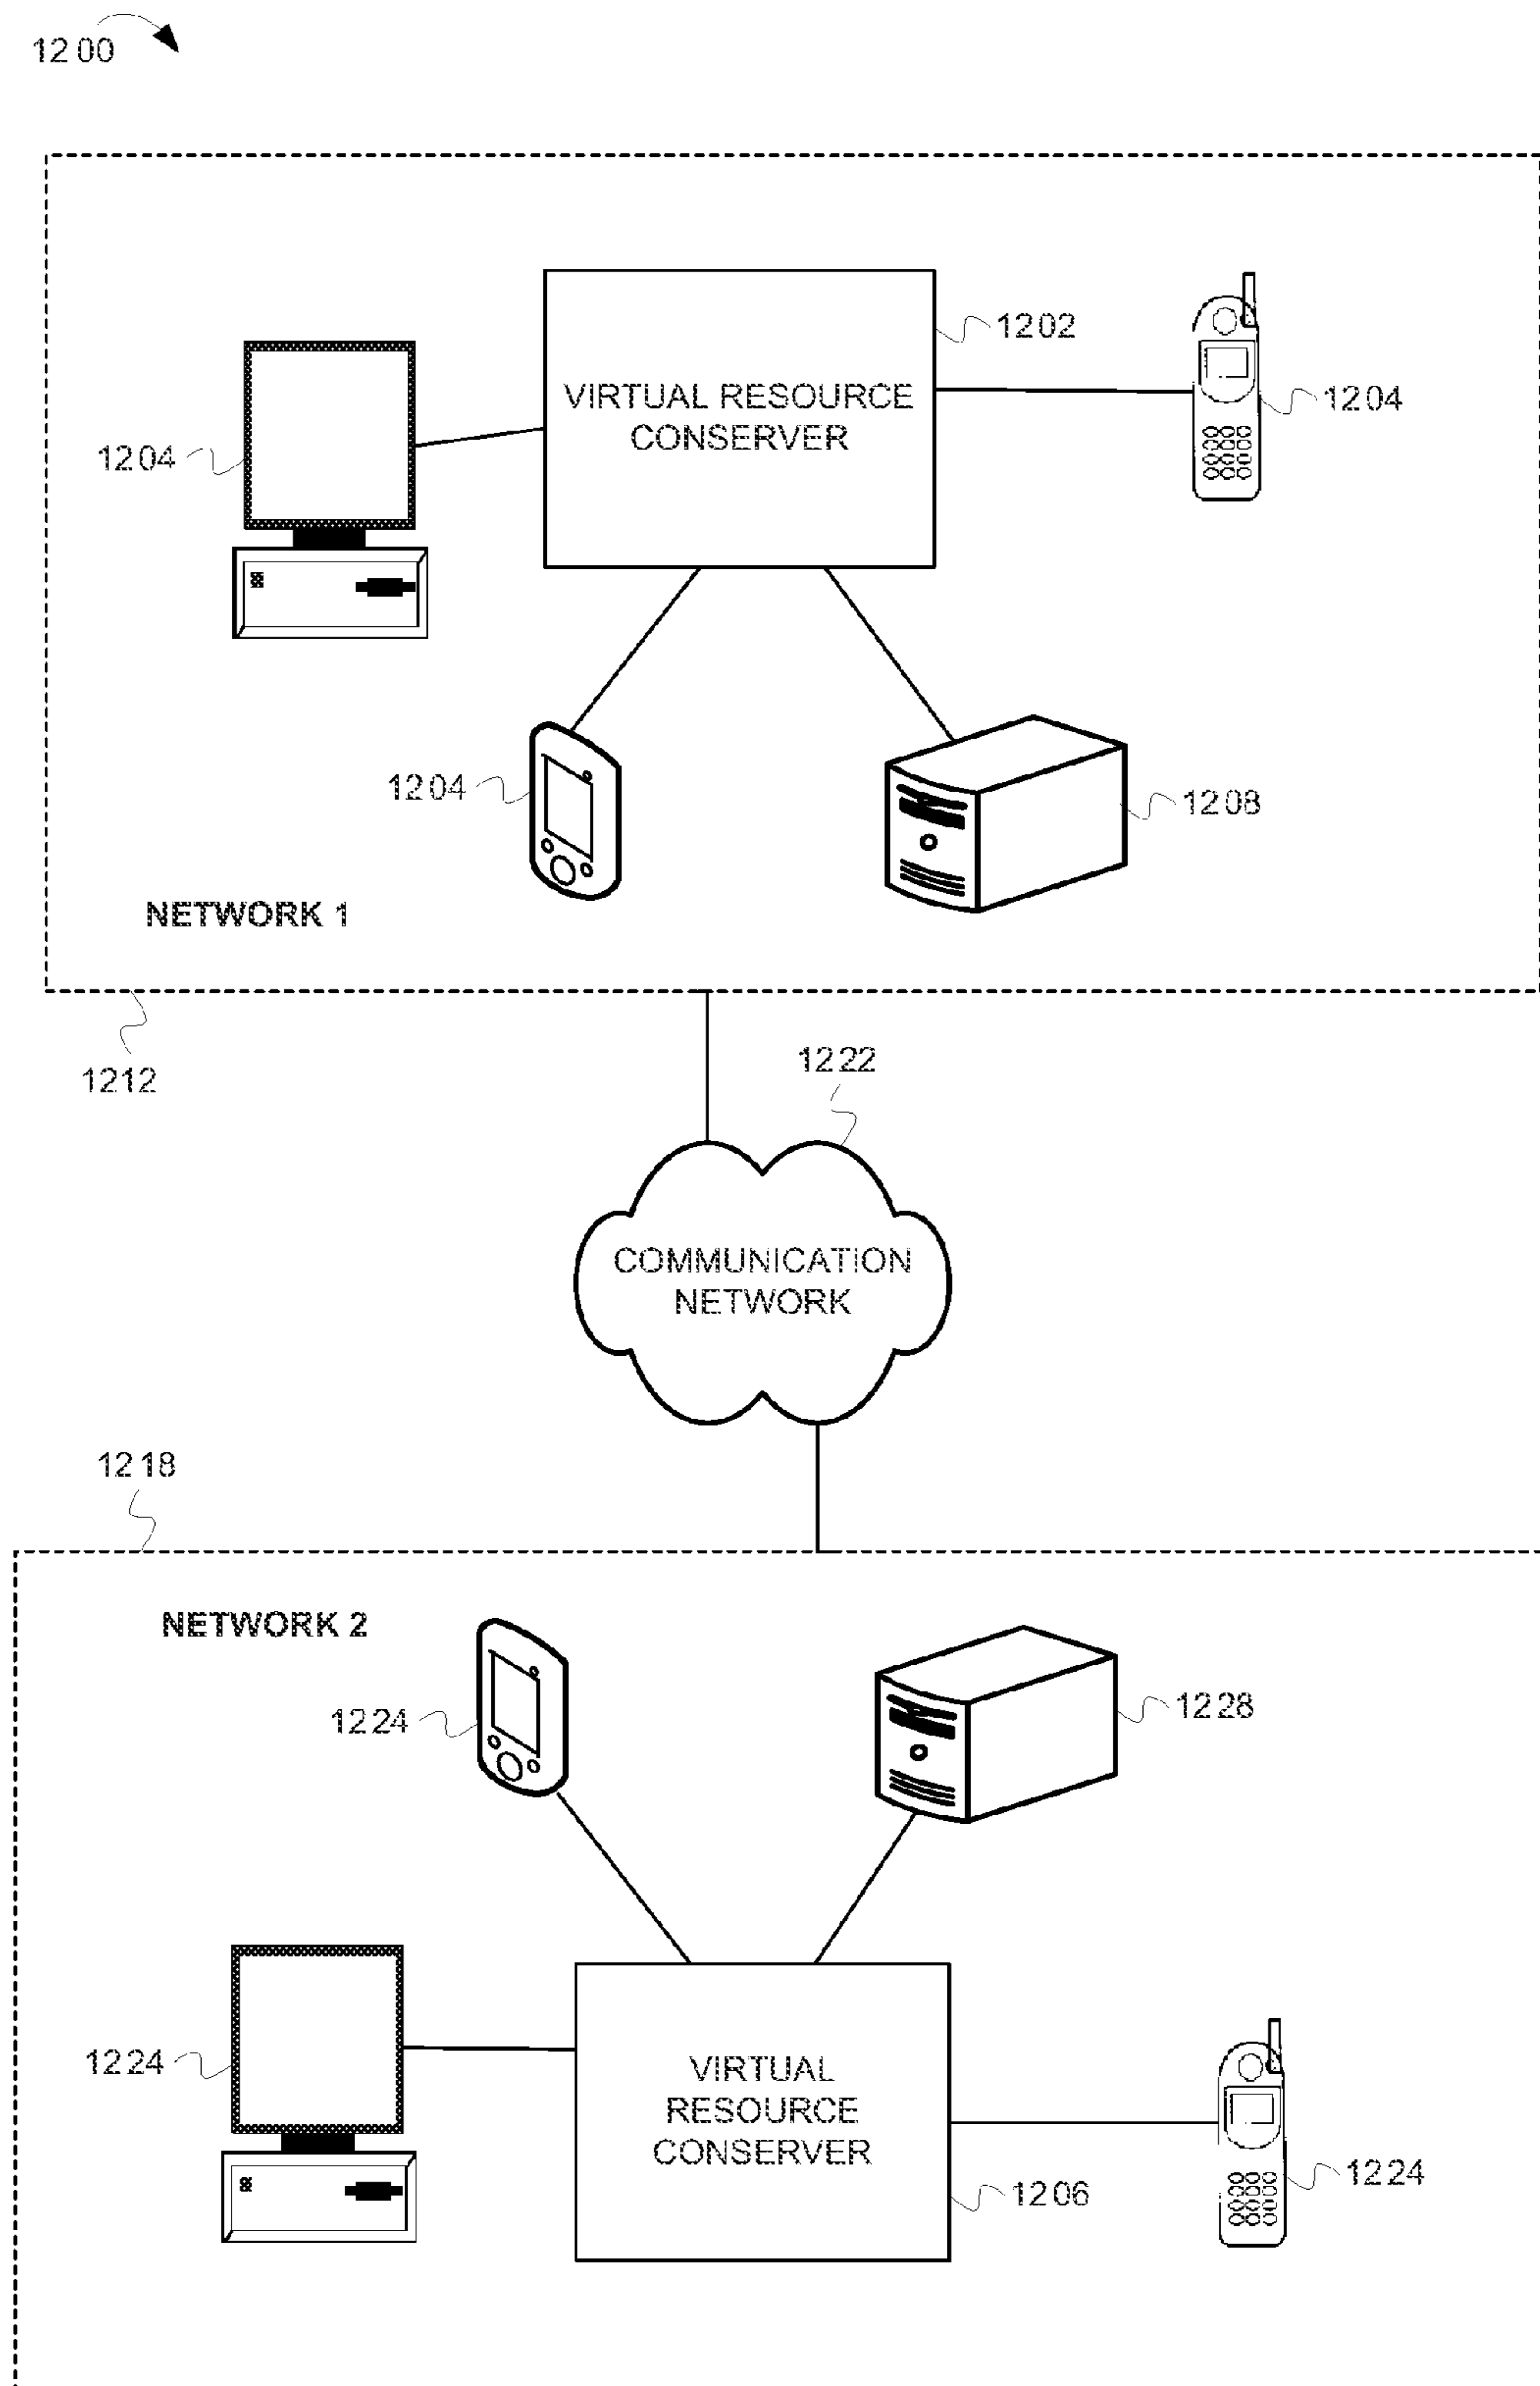 1200
1202
VIRTUAL RESOURCE
CONSERVER
1204
1204
1204
1208
NETWORK 1
1212
1222
COMMUNICATION
NETWORK
1218
NETWORK 2
1224
1228
1224
VIRTUAL
RESOURCE
CONSERVER
1224
1206